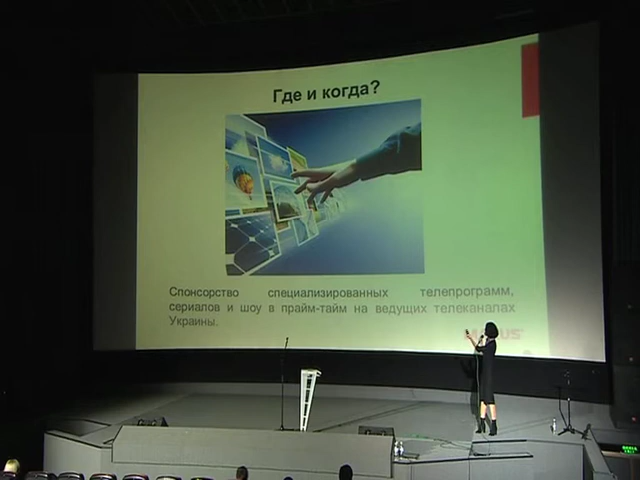 Где и когда?
Спонсорство специализированных телепрограмм,
сериалов и шоу в прайм-тайм на ведущих телеканалах
Украины.